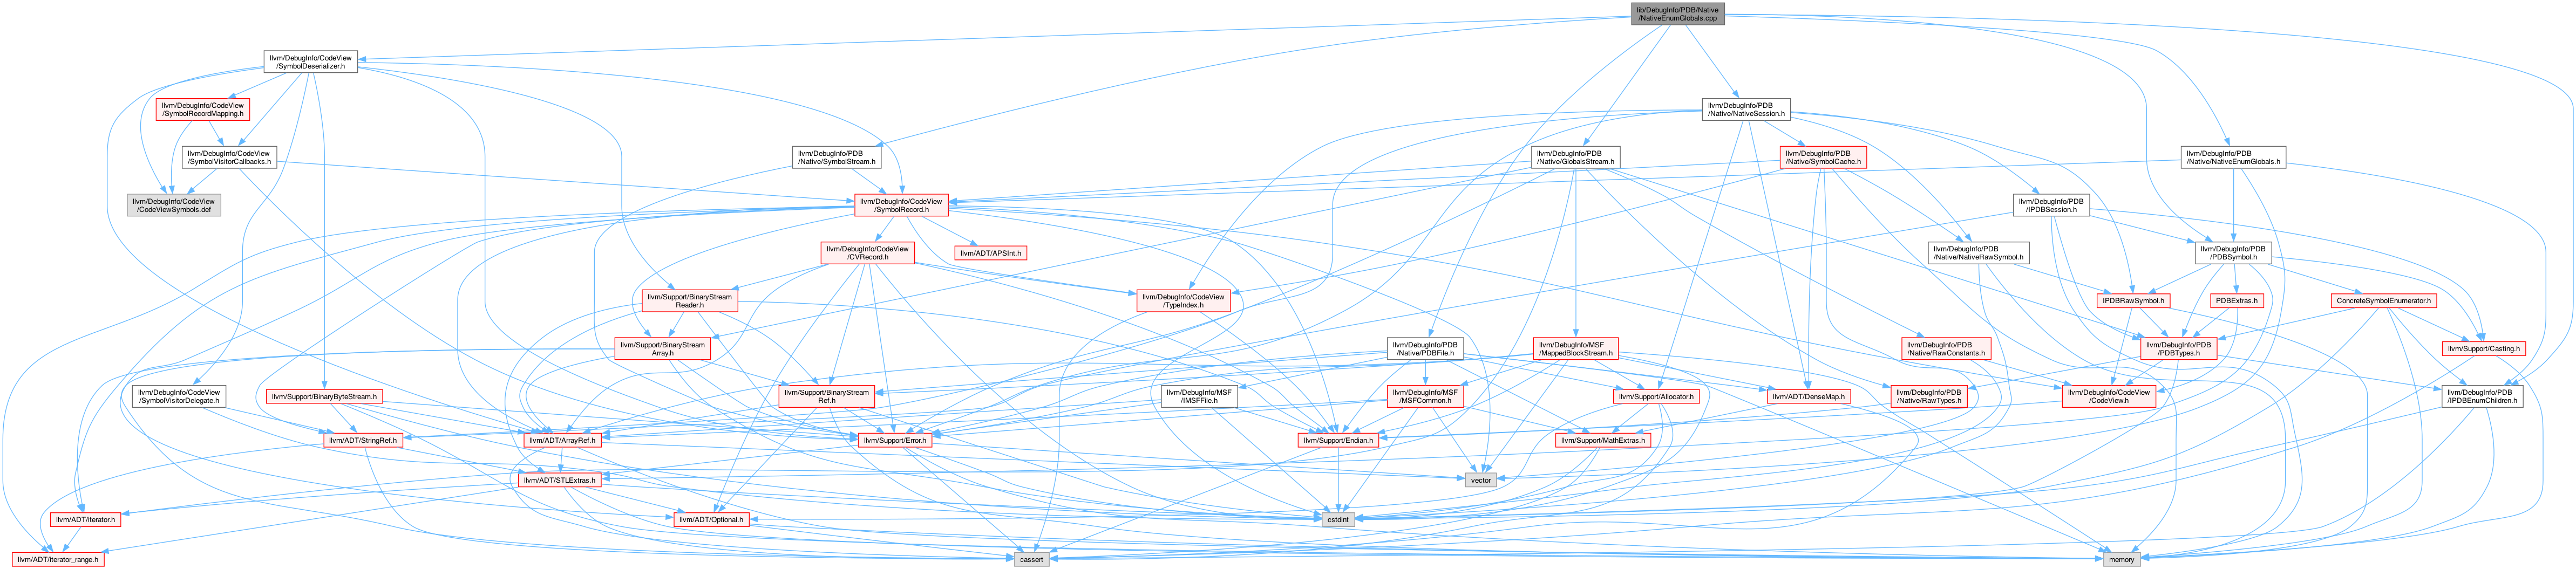 lib/DebugInfo/PDB/Native
/NativeEnumGlobals.cpp
llvm/DebugInfo/CodeView
/SymbolDeserializer.h
llvm/DebugInfo/CodeView
/SymbolRecordMapping.h
llvm/DebugInfo/PDB
/Native/NativeSession.h
llvm/DebugInfo/CodeView
/SymbolVisitorCallbacks.h
llvm/DebugInfo/PDB
/Native/SymbolStream.h
llvm/DebugInfo/PDB
/Native/GlobalsStream.h
llvm/DebugInfo/PDB
/Native/SymbolCache.h
llvm/DebugInfo/PDB
/Native/NativeEnumGlobals.h
llvm/DebugInfo/CodeView
/CodeViewSymbols.def
llvm/DebugInfo/CodeView
/SymbolRecord.h
llvm/DebugInfo/PDB
/IPDBSession.h
llvm/DebugInfo/CodeView
/CVRecord.h
llvm/ADT/APSInt.h
llvm/DebugInfo/PDB
/Native/NativeRawSymbol.h
llvm/DebugInfo/PDB
/PDBSymbol.h
llvm/Support/BinaryStream
Reader.h
llvm/DebugInfo/CodeView
/TypeIndex.h
IPDBRawSymbol.h
PDBExtras.h
ConcreteSymbolEnumerator.h
llvm/Support/BinaryStream
Array.h
llvm/DebugInfo/PDB
/Native/PDBFile.h
llvm/DebugInfo/MSF
/MappedBlockStream.h
llvm/DebugInfo/PDB
/Native/RawConstants.h
llvm/DebugInfo/PDB
/PDBTypes.h
llvm/Support/Casting.h
llvm/DebugInfo/CodeView
/SymbolVisitorDelegate.h
llvm/Support/BinaryByteStream.h
llvm/Support/BinaryStream
Ref.h
llvm/DebugInfo/MSF
/IMSFFile.h
llvm/DebugInfo/MSF
/MSFCommon.h
llvm/Support/Allocator.h
llvm/ADT/DenseMap.h
llvm/DebugInfo/PDB
/Native/RawTypes.h
llvm/DebugInfo/CodeView
/CodeView.h
llvm/DebugInfo/PDB
/IPDBEnumChildren.h
llvm/ADT/StringRef.h
llvm/ADT/ArrayRef.h
llvm/Support/Error.h
llvm/Support/Endian.h
llvm/Support/MathExtras.h
llvm/ADT/STLExtras.h
vector
llvm/ADT/iterator.h
llvm/ADT/Optional.h
cstdint
llvm/ADT/iterator_range.h
cassert
memory